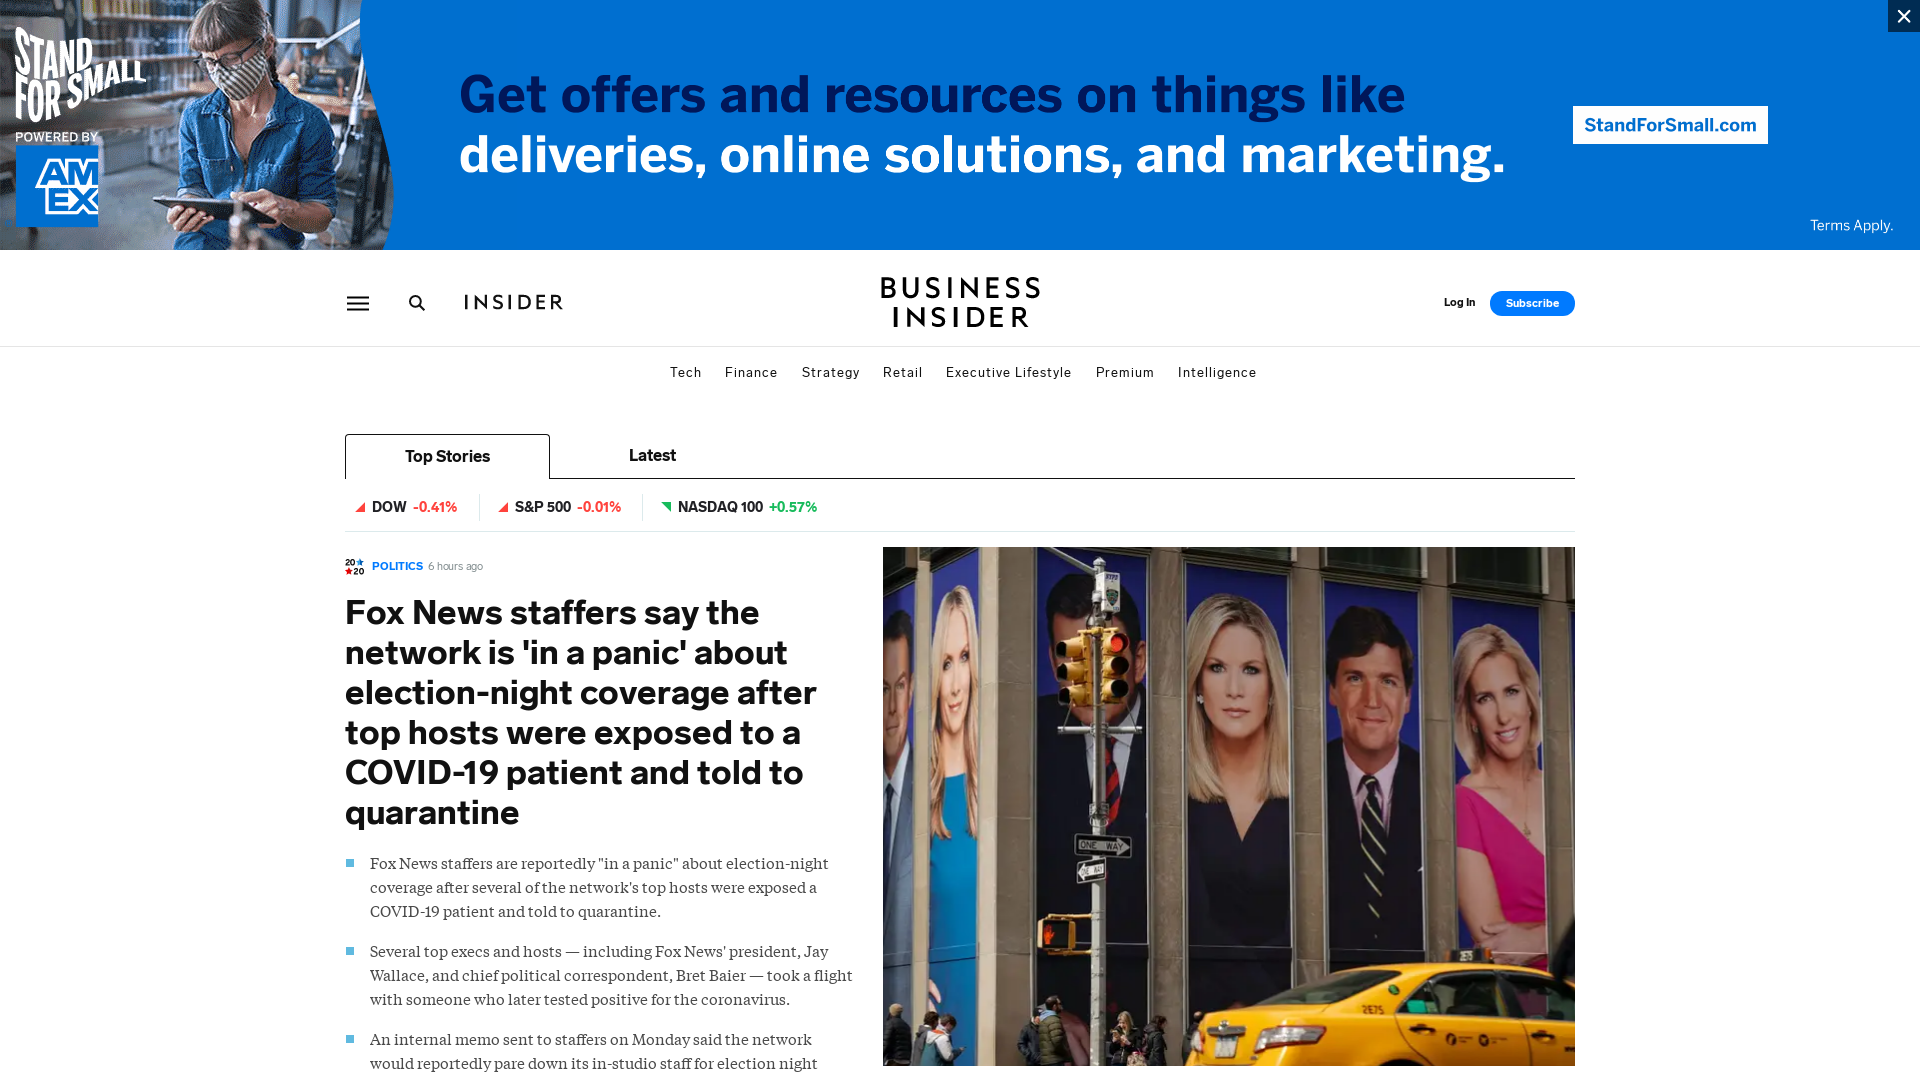 STAND
FOR SMALL
POWERED BY
AM
EX
Get offers and resources on things like
deliveries, online solutions, and marketing.
StandForSmall.com
Terms Apply.
INSIDER
BUSINESS
INSIDER
Log In
Subscribe
Tech Finance Strategy Retail Executive Lifestyle Premium Intelligence
Top Stories Latest
DOW -0.41% S&P 500 -0.01% NASDAQ 100 +0.57%
20
20
POLITICS 6 hours ago
Fox News staffers say the
network is 'in a panic' about
election-night coverage after
top hosts were exposed to a
COVID-19 patient and told to
quarantine
Fox News staffers are reportedly "in a panic" about election-night
coverage after several of the network's top hosts were exposed a
COVID-19 patient and told to quarantine.
Several top execs and hosts — including Fox News' president, Jay
Wallace, and chief political correspondent, Bret Baier — took a flight
with someone who later tested positive for the coronavirus.
An internal memo sent to staffers on Monday said the network
would reportedly pare down its in-studio staff for election night
ONE WAY
ONE WAY
2E75